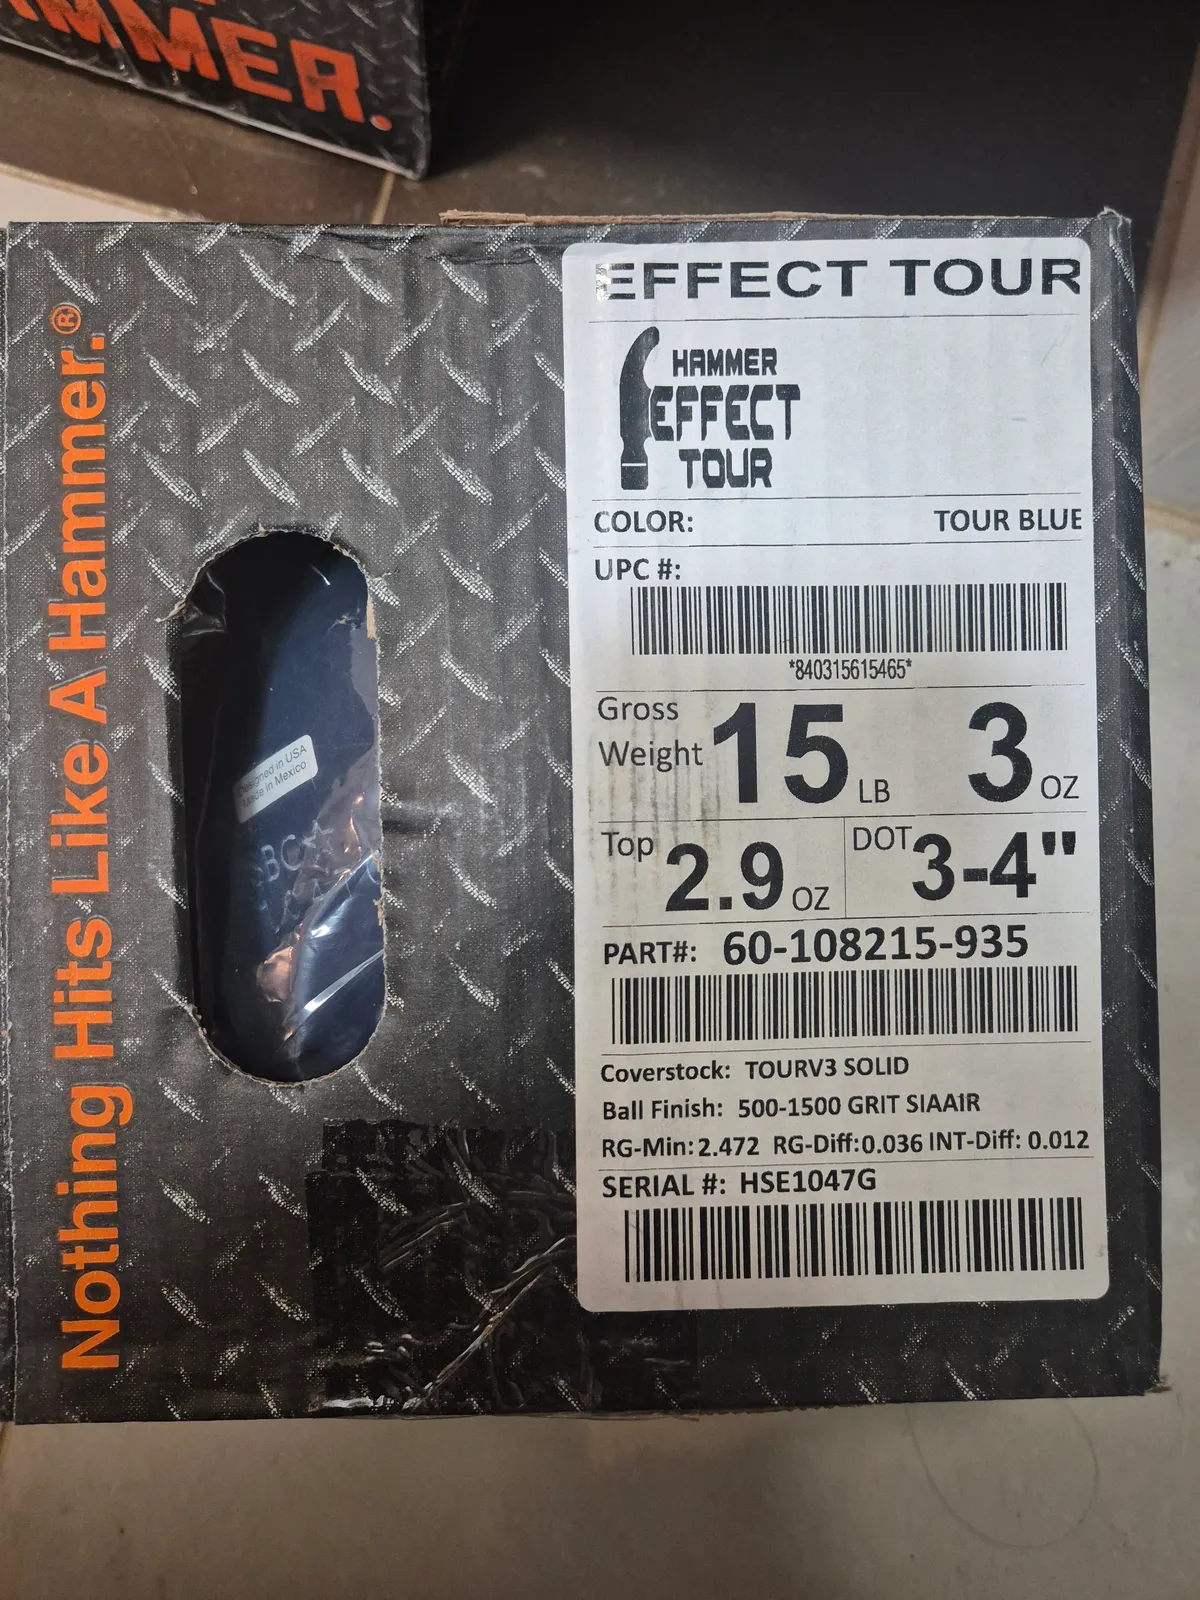 MMER.
Nothing Hits Like A Hammer.®
Designed in USA
Made in Mexico
EFFECT TOUR
HAMMER
EFFECT
TOUR
COLOR: TOUR BLUE
UPC #:
*840315615465*
Gross Weight 15 LB 3 OZ
Top 2.9 OZ DOT 3-4"
PART#: 60-108215-935
Coverstock: TOURV3 SOLID
Ball Finish: 500-1500 GRIT SIAAIR
RG-Min: 2.472 RG-Diff: 0.036 INT-Diff: 0.012
SERIAL #: HSE1047G